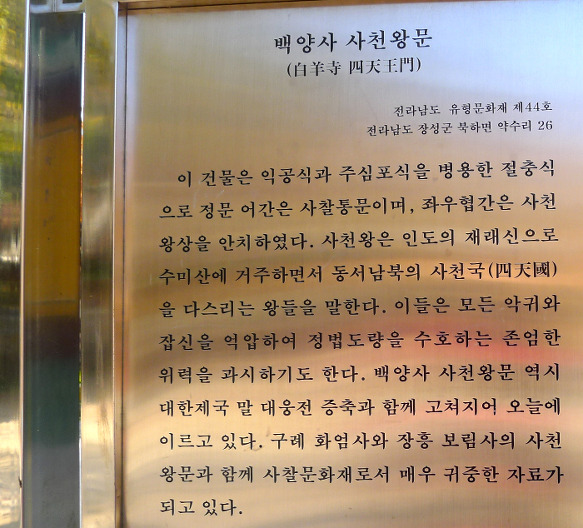 백양사 사천왕문
(白羊寺 四天王門)
전라남도 유형문화재 제44호
전라남도 장성군 북하면 약수리 26
이 건물은 익공식과 주심포식을 병용한 절충식
으로 정문 어간은 사찰통문이며, 좌우협간은 사천
왕상을 안치하였다. 사천왕은 인도의 재래신으로
수미산에 거주하면서 동서남북의 사천국(四天國)
을 다스리는 왕들을 말한다. 이들은 모든 악귀와
잡신을 억압하여 정법도량을 수호하는 존엄한
위력을 과시하기도 한다. 백양사 사천왕문 역시
대한제국 말 대웅전 증축과 함께 고쳐지어 오늘에
이르고 있다. 구례 화엄사와 장흥 보림사의 사천
왕문과 함께 사찰문화재로서 매우 귀중한 자료가
되고 있다.